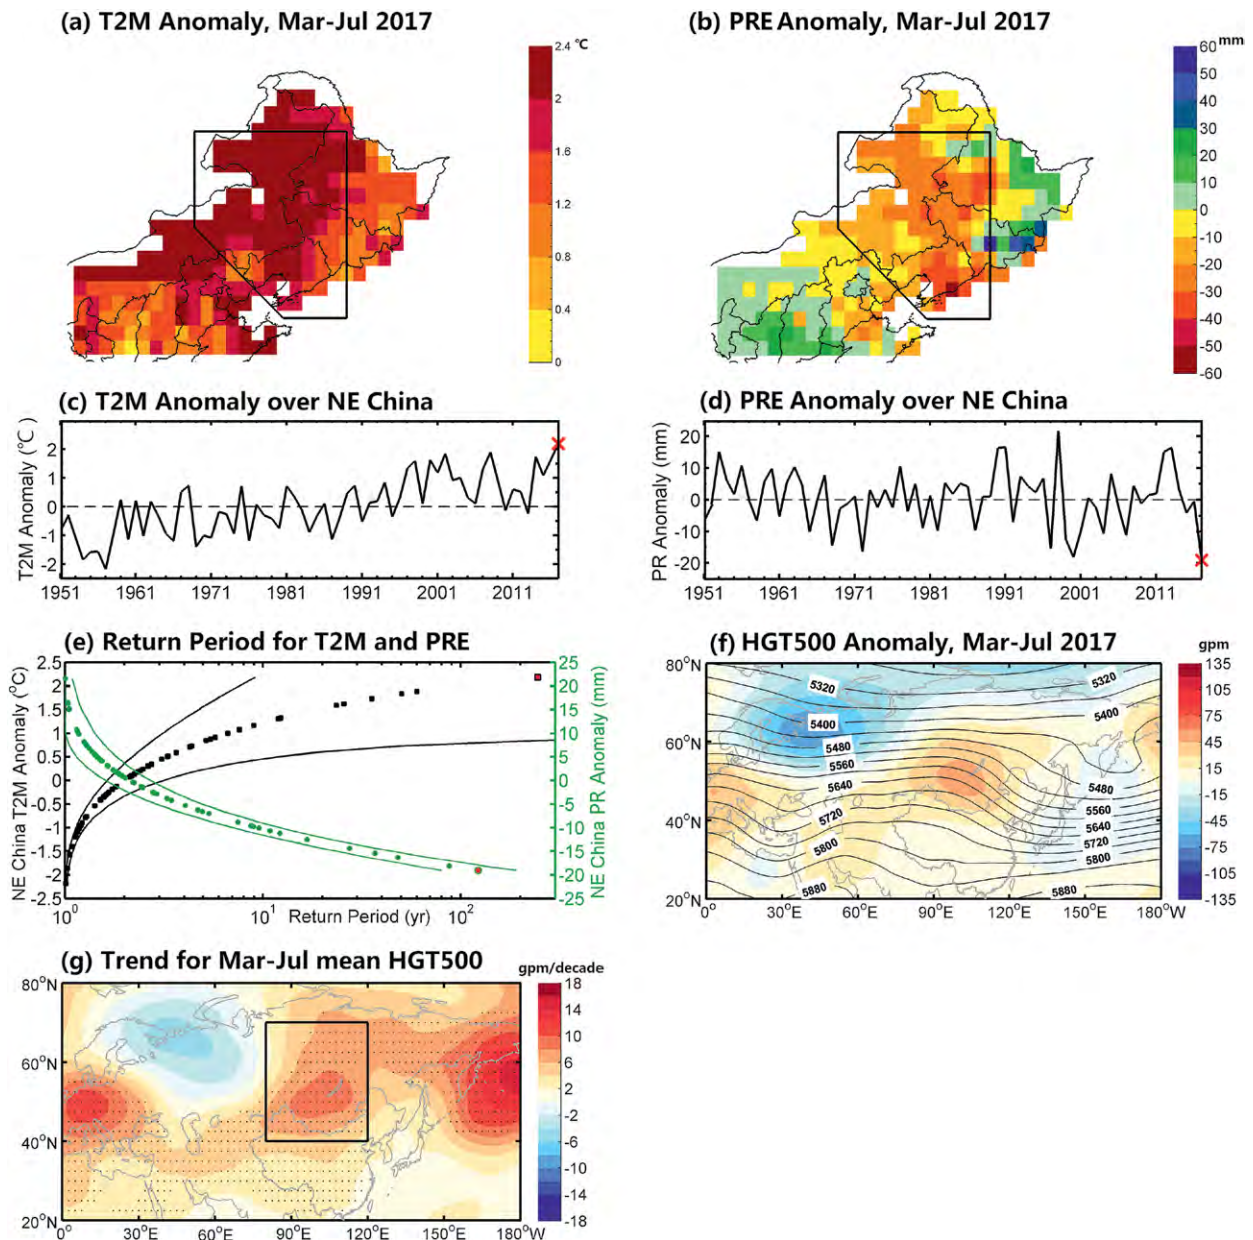 (a) T2M Anomaly, Mar-Jul 2017
2.4 °C
2
1.6
1.2
0.8
0.4
0
(b) PRE Anomaly, Mar-Jul 2017
60 mm
50
40
30
20
10
0
-10
-20
-30
-40
-50
-60
(c) T2M Anomaly over NE China
T2M Anomaly (℃)
2
1
0
-1
-2
1951 1961 1971 1981 1991 2001 2011
(d) PRE Anomaly over NE China
PR Anomaly (mm)
20
10
0
-10
-20
1951 1961 1971 1981 1991 2001 2011
(e) Return Period for T2M and PRE
NE China T2M Anomaly (°C)
2.5
2
1.5
1
0.5
0
-0.5
-1
-1.5
-2
-2.5
10⁰ 10¹ 10²
Return Period (yr)
25
20
15
10
5
0
-5
-10
-15
-20
-25
NE China PR Anomaly (mm)
(f) HGT500 Anomaly, Mar-Jul 2017
gpm
80°N
60°N
40°N
20°N
0° 30°E 60°E 90°E 120°E 150°E 180°W
5320
5400
5480
5560
5640
5720
5800
5880
5320
5400
5480
5560
5640
5720
5800
5880
135
105
75
45
15
-15
-45
-75
-105
-135
(g) Trend for Mar-Jul mean HGT500
gpm/decade
80°N
60°N
40°N
20°N
0° 30°E 60°E 90°E 120°E 150°E 180°W
18
14
10
6
2
-2
-6
-10
-14
-18